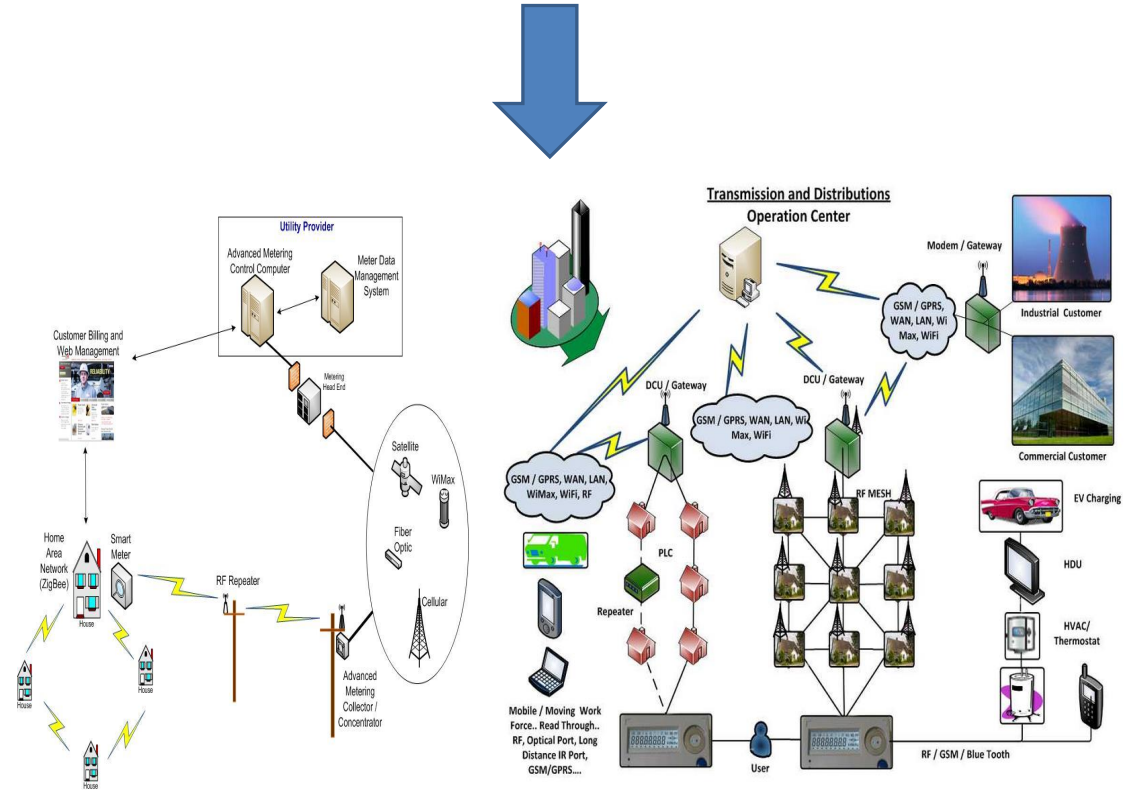 Utility Provider
Advanced Metering
Control Computer
Meter Data
Management
System
Customer Billing and
Web Management
RELIABILITY
Metering
Head End
Satellite
WiMax
Fiber
Optic
Cellular
Home
Area
Network
(ZigBee)
Smart
Meter
House
RF Repeater
House
House
House
Advanced
Metering
Collector /
Concentrator
Transmission and Distributions
Operation Center
Modem / Gateway
GSM / GPRS,
WAN, LAN, Wi
Max, WiFi
Industrial Customer
DCU / Gateway
DCU / Gateway
GSM / GPRS, WAN, LAN, Wi
Max, WiFi
Commercial Customer
GSM / GPRS, WAN, LAN,
WiMax, WiFi, RF
RF MESH
EV Charging
PLC
HDU
Repeater
HVAC/
Thermostat
Mobile / Moving Work
Force.. Read Through..
RF, Optical Port, Long
Distance IR Port,
GSM/GPRS....
User
RF / GSM / Blue Tooth